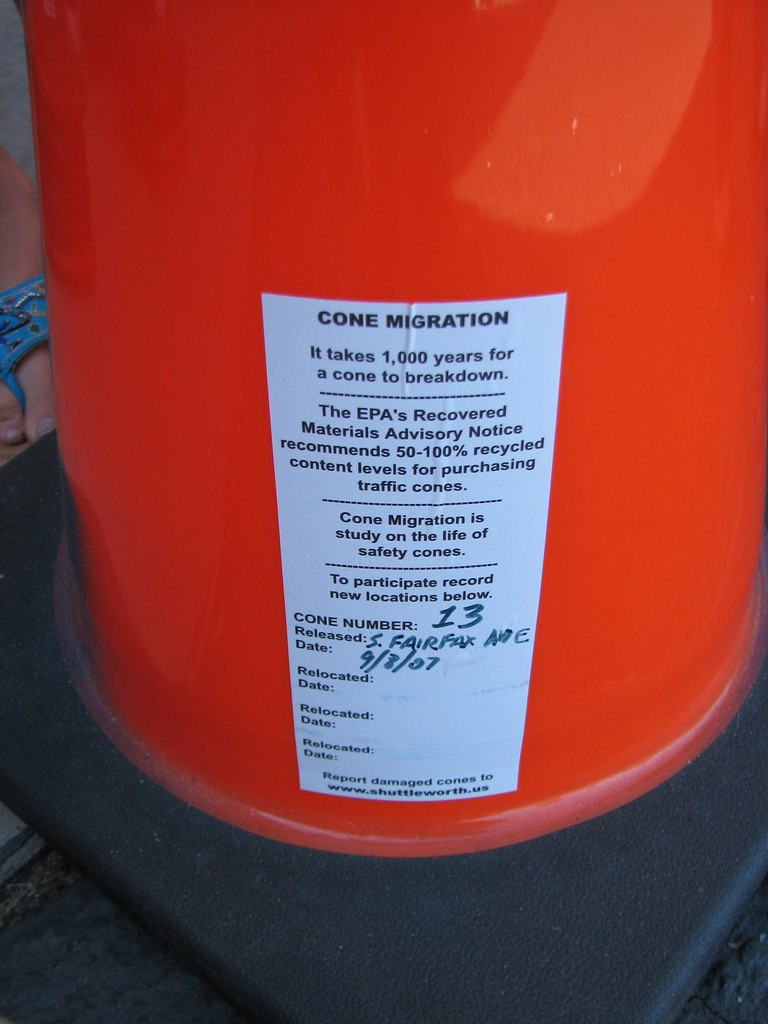 CONE MIGRATION
It takes 1,000 years for
a cone to breakdown.
------------------------------
The EPA's Recovered
Materials Advisory Notice
recommends 50-100% recycled
content levels for purchasing
traffic cones.
------------------------------
Cone Migration is
study on the life of
safety cones.
------------------------------
To participate record
new locations below.
CONE NUMBER: 13
Released: S. FAIRFAX AVE
Date: 9/3/07
Relocated:
Date:
Relocated:
Date:
Relocated:
Date:
Report damaged cones to
www.shuttleworth.us